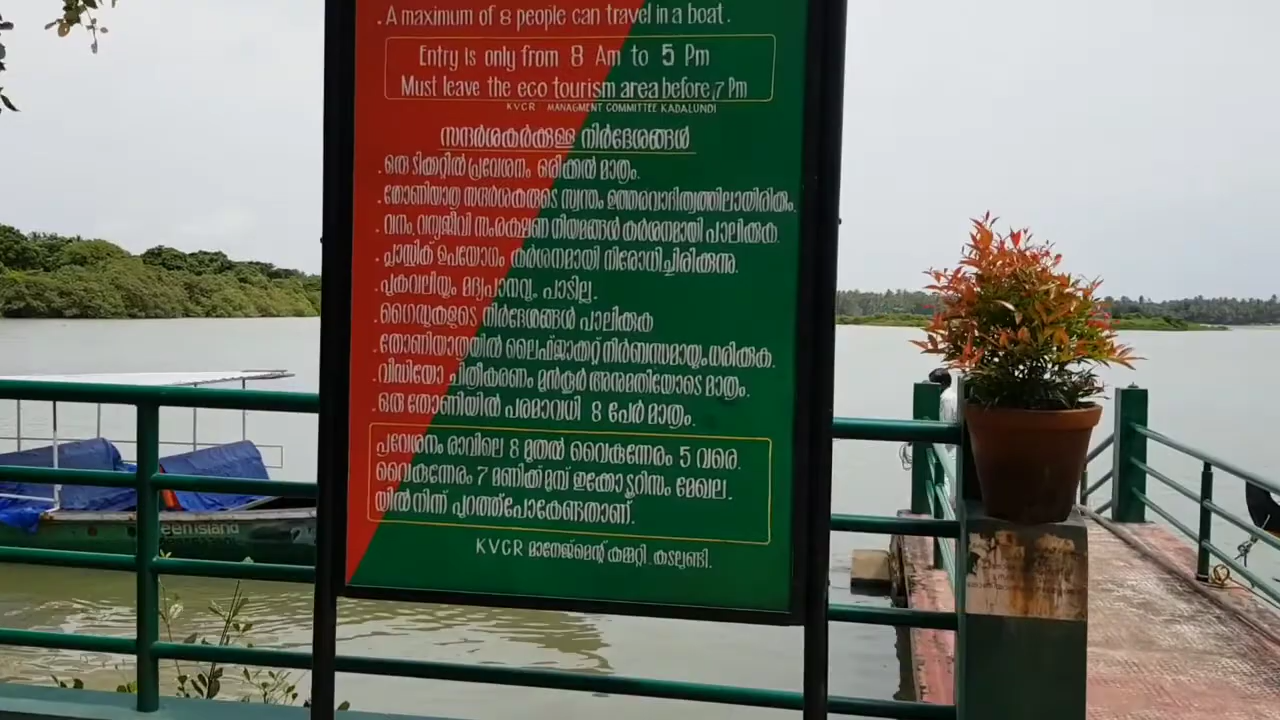 . A maximum of 8 people can travel in a boat.
Entry is only from 8 Am to 5 Pm
Must leave the eco tourism area before 7 Pm
KVCR MANAGMENT COMMITTEE KADALUNDI
സന്ദർശകർക്കുള്ള നിർദേശങ്ങൾ
. ഒരു ടിക്കറ്റിൽ പ്രവേശനം ഒരിക്കൽ മാത്രം.
. തോണിയാത്ര സന്ദർശകരുടെ സ്വന്തം ഉത്തരവാദിത്വത്തിലായിരിക്കും.
. വനം, വന്യജീവി സംരക്ഷണ നിയമങ്ങൾ കർശനമായി പാലിക്കുക.
. പ്ലാസ്റ്റിക് ഉപയോഗം കർശനമായി നിരോധിച്ചിരിക്കുന്നു.
. പുകവലിയും മദ്യപാനവും പാടില്ല.
. ഗൈഡുകളുടെ നിർദേശങ്ങൾ പാലിക്കുക
. തോണിയാത്രയിൽ ലൈഫ്ജാക്കറ്റ് നിർബന്ധമായും ധരിക്കുക.
. വിഡിയോ ചിത്രീകരണം മുൻകൂർ അനുമതിയോടെ മാത്രം.
. ഒരു തോണിയിൽ പരമാവധി 8 പേർ മാത്രം.
പ്രവേശനം രാവിലെ 8 മുതൽ വൈകുന്നേരം 5 വരെ.
വൈകുന്നേരം 7 മണിക്ക് മുമ്പ് ഇക്കോ ടൂറിസം മേഖല.
യിൽ നിന്ന് പുറത്ത്പോകേണ്ടതാണ്.
KVCR മാനേജ്മെന്റ് കമ്മറ്റി. കടലുണ്ടി.
een island